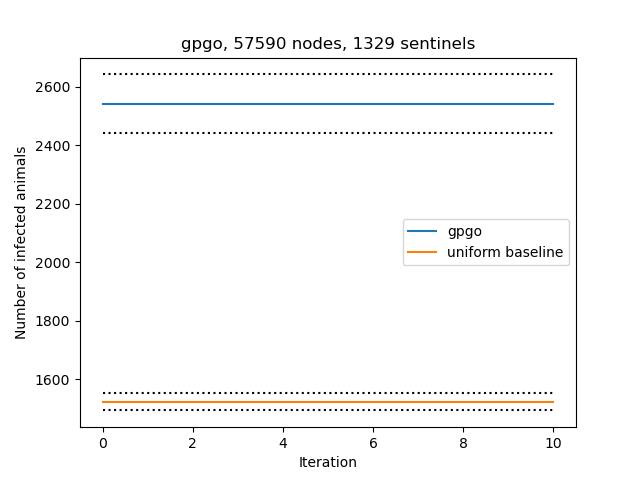 gpgo, 57590 nodes, 1329 sentinels
Number of infected animals
2600
2400
2200
2000
1800
1600
gpgo
uniform baseline
0 2 4 6 8 10
Iteration